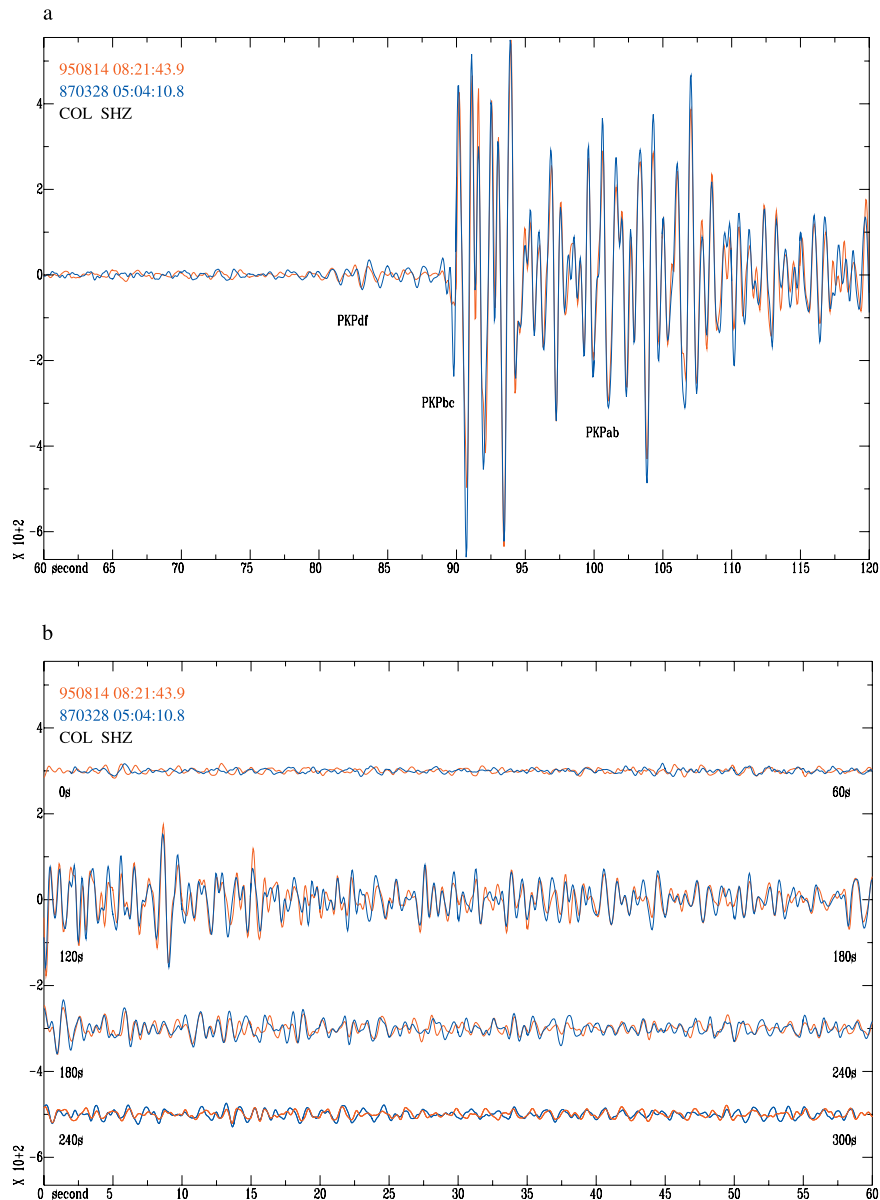 a
950814 08:21:43.9
870328 05:04:10.8
COL SHZ
4
2
0
-2
-4
-6
X 10+2
PKPdf
PKPbc
PKPab
60 second 65 70 75 80 85 90 95 100 105 110 115 120
b
950814 08:21:43.9
870328 05:04:10.8
COL SHZ
4
2
0
-2
-4
-6
X 10+2
0s 60s
120s 180s
180s 240s
240s 300s
0 second 5 10 15 20 25 30 35 40 45 50 55 60